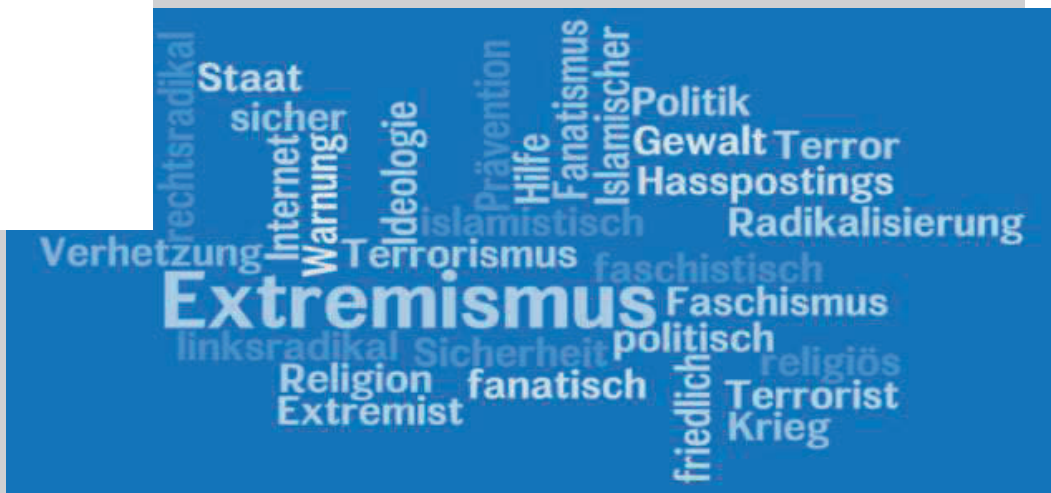 rechtsradikal
Staat
sicher
Internet
Warnung
Ideologie
Prävention
Hilfe
Fanatismus
Islamischer
Politik
Gewalt
Terror
Hasspostings
islamistisch
Radikalisierung
Verhetzung
Terrorismus
faschistisch
Extremismus
Faschismus
linksradikal
Sicherheit
politisch
religiös
Religion
fanatisch
friedlich
Terrorist
Extremist
Krieg